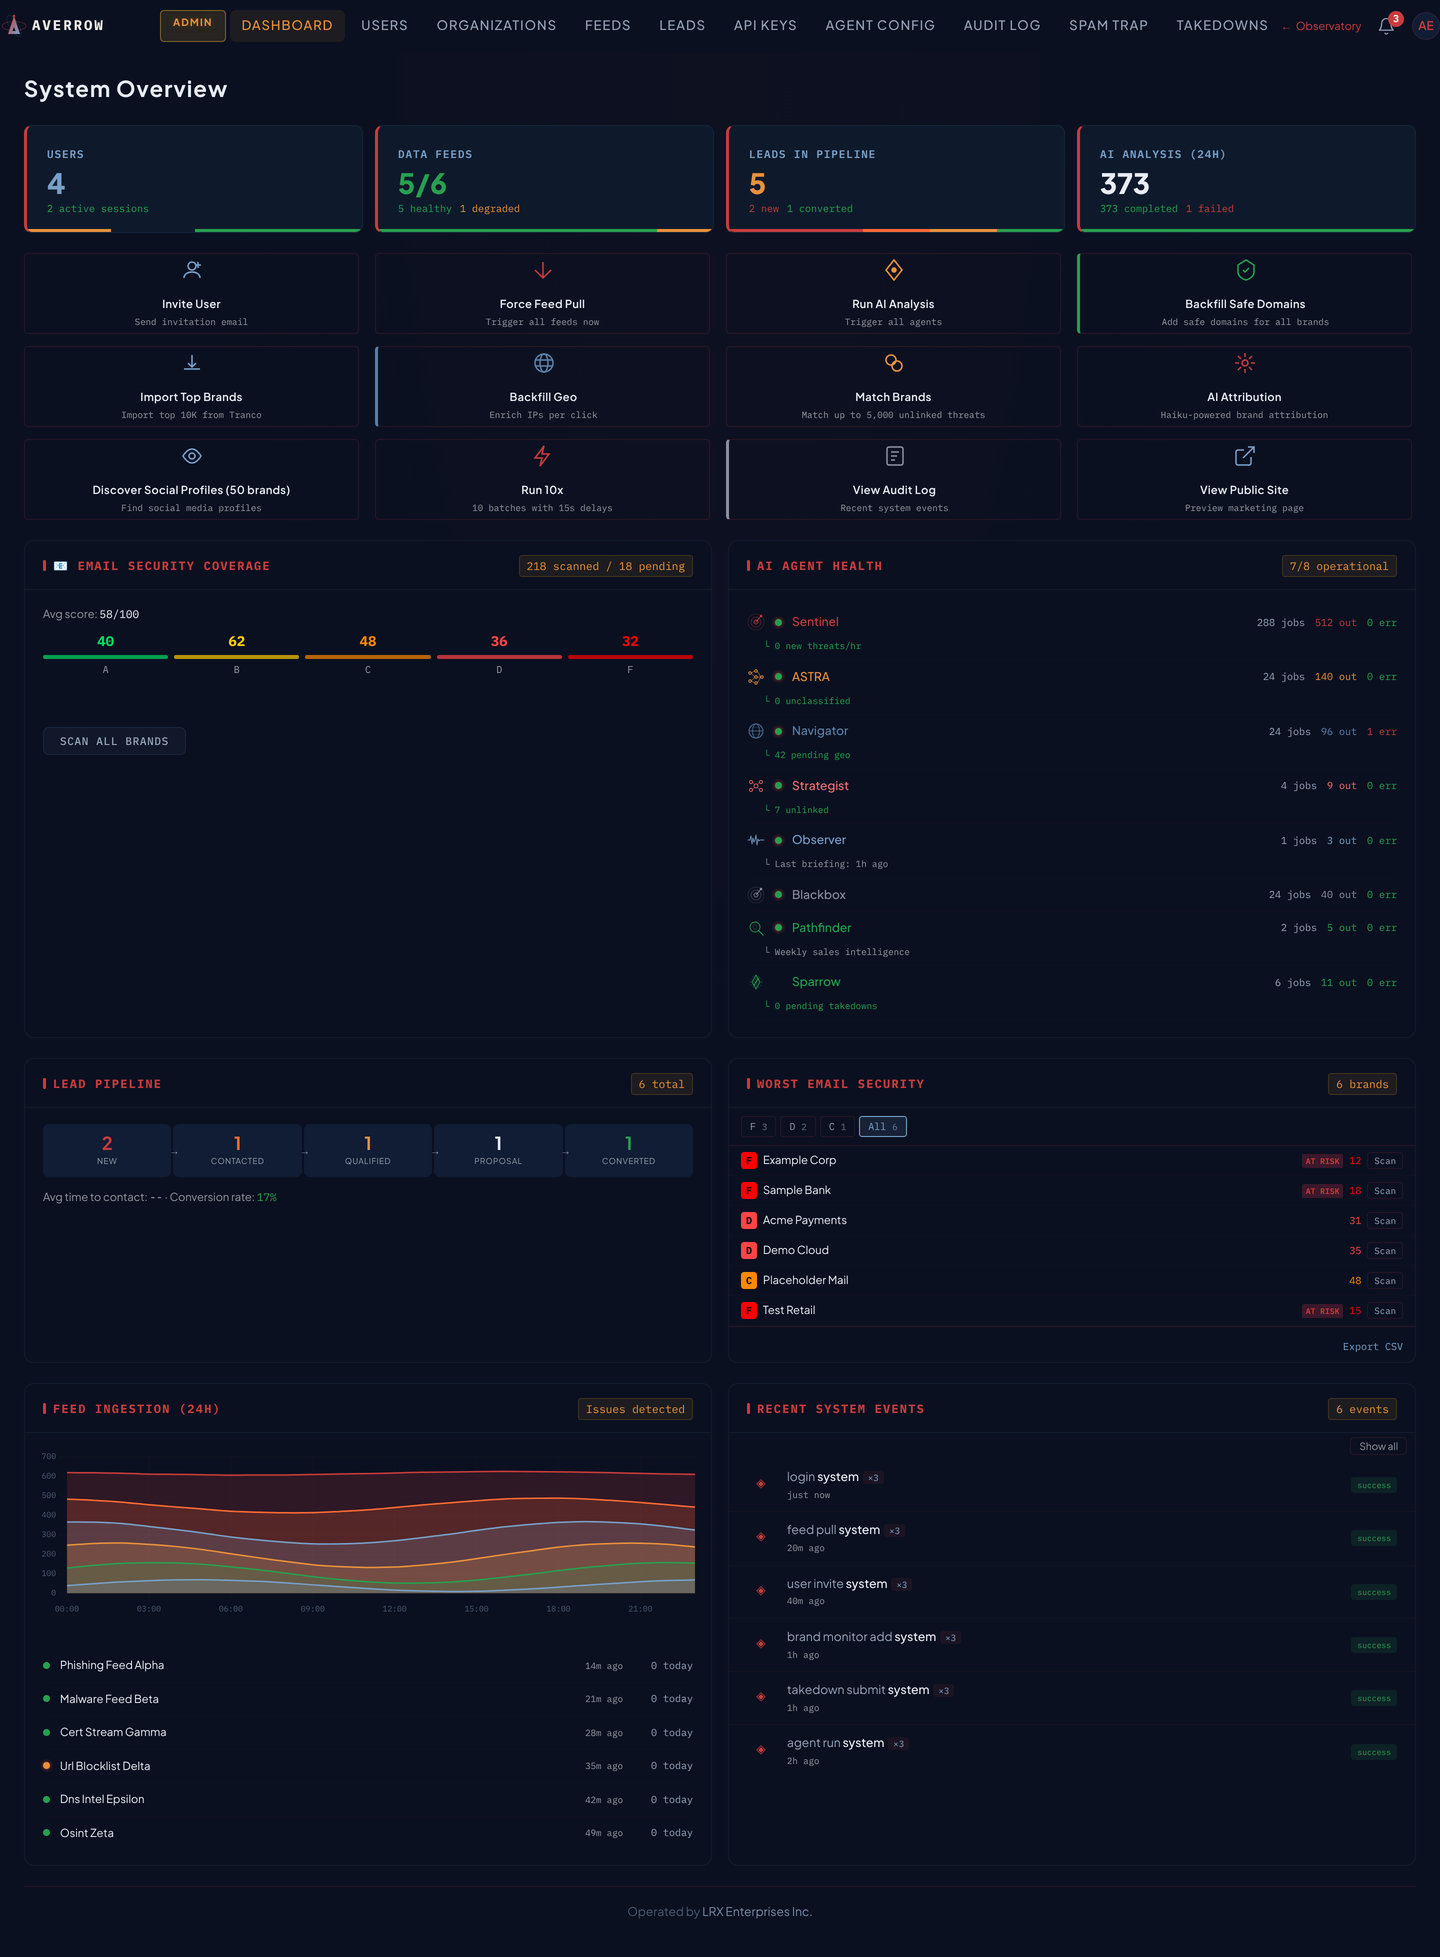 AVERROW
ADMIN
DASHBOARD
USERS
ORGANIZATIONS
FEEDS
LEADS
API KEYS
AGENT CONFIG
AUDIT LOG
SPAM TRAP
TAKEDOWNS
← Observatory
3
AE
System Overview
USERS
4
2 active sessions
DATA FEEDS
5/6
5 healthy 1 degraded
LEADS IN PIPELINE
5
2 new 1 converted
AI ANALYSIS (24H)
373
373 completed 1 failed
Invite User
Send invitation email
Force Feed Pull
Trigger all feeds now
Run AI Analysis
Trigger all agents
Backfill Safe Domains
Add safe domains for all brands
Import Top Brands
Import top 10K from Tranco
Backfill Geo
Enrich IPs per click
Match Brands
Match up to 5,000 unlinked threats
AI Attribution
Haiku-powered brand attribution
Discover Social Profiles (50 brands)
Find social media profiles
Run 10x
10 batches with 15s delays
View Audit Log
Recent system events
View Public Site
Preview marketing page
📧 EMAIL SECURITY COVERAGE
218 scanned / 18 pending
Avg score: 58/100
40 62 48 36 32
A B C D F
SCAN ALL BRANDS
AI AGENT HEALTH
7/8 operational
Sentinel 288 jobs 512 out 0 err
└ 0 new threats/hr
ASTRA 24 jobs 140 out 0 err
└ 0 unclassified
Navigator 24 jobs 96 out 1 err
└ 42 pending geo
Strategist 4 jobs 9 out 0 err
└ 7 unlinked
Observer 1 jobs 3 out 0 err
└ Last briefing: 1h ago
Blackbox 24 jobs 40 out 0 err
Pathfinder 2 jobs 5 out 0 err
└ Weekly sales intelligence
Sparrow 6 jobs 11 out 0 err
└ 0 pending takedowns
LEAD PIPELINE
6 total
2 → 1 → 1 → 1 → 1
NEW CONTACTED QUALIFIED PROPOSAL CONVERTED
Avg time to contact: -- · Conversion rate: 17%
WORST EMAIL SECURITY
6 brands
F 3 D 2 C 1 All 6
F Example Corp AT RISK 12 Scan
F Sample Bank AT RISK 18 Scan
D Acme Payments 31 Scan
D Demo Cloud 35 Scan
C Placeholder Mail 48 Scan
F Test Retail AT RISK 15 Scan
Export CSV
FEED INGESTION (24H)
Issues detected
700
600
500
400
300
200
100
0
00:00 03:00 06:00 09:00 12:00 15:00 18:00 21:00
Phishing Feed Alpha 14m ago 0 today
Malware Feed Beta 21m ago 0 today
Cert Stream Gamma 28m ago 0 today
Url Blocklist Delta 35m ago 0 today
Dns Intel Epsilon 42m ago 0 today
Osint Zeta 49m ago 0 today
RECENT SYSTEM EVENTS
6 events
Show all
login system ×3
just now
success
feed pull system ×3
20m ago
success
user invite system ×3
40m ago
success
brand monitor add system ×3
1h ago
success
takedown submit system ×3
1h ago
success
agent run system ×3
2h ago
success
Operated by LRX Enterprises Inc.